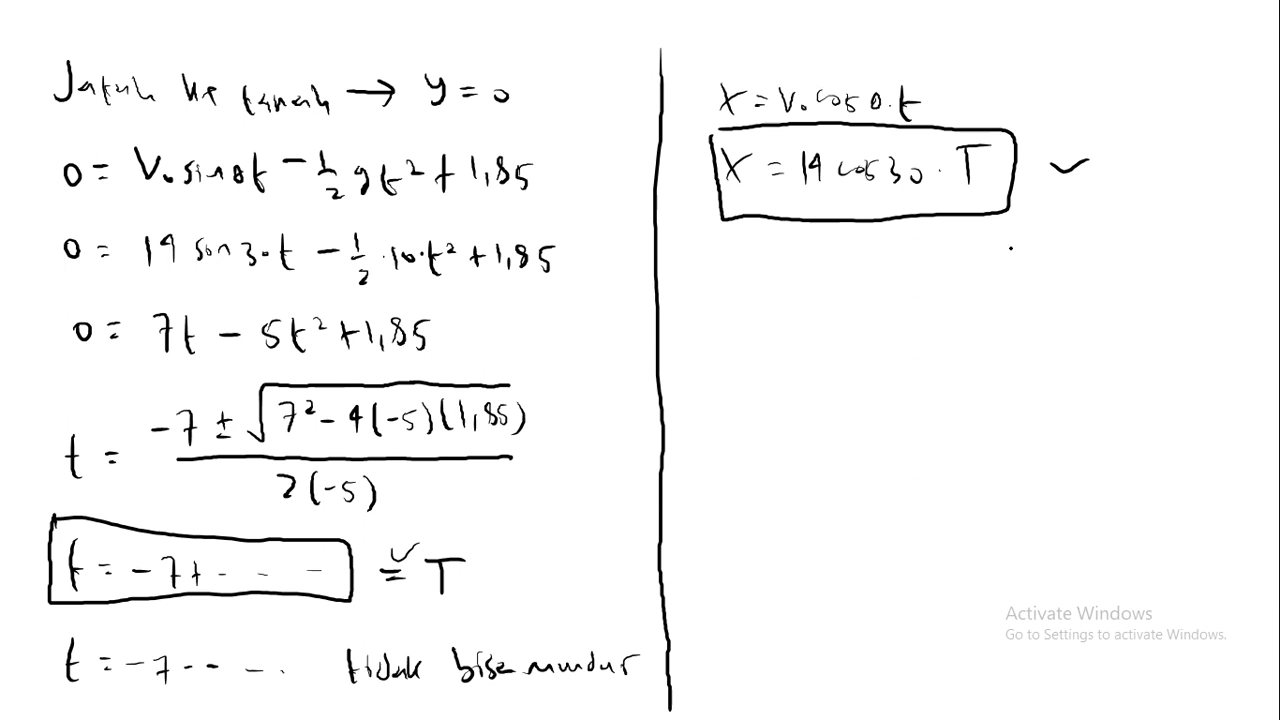 Jatuh ke tanah → y = 0
0 = V₀ sin θ t - 1/2 g t² + 1,85
0 = 14 sin 30 t - 1/2 · 10 · t² + 1,85
0 = 7t - 5t² + 1,85
t = (-7 ± √(7² - 4(-5)(1,85))) / 2(-5)
t = -7 + - - - = T
t = -7 - - - - . tidak bisa mundur
x = V₀ cos θ · t
x = 14 cos 30 · T
Activate Windows
Go to Settings to activate Windows.